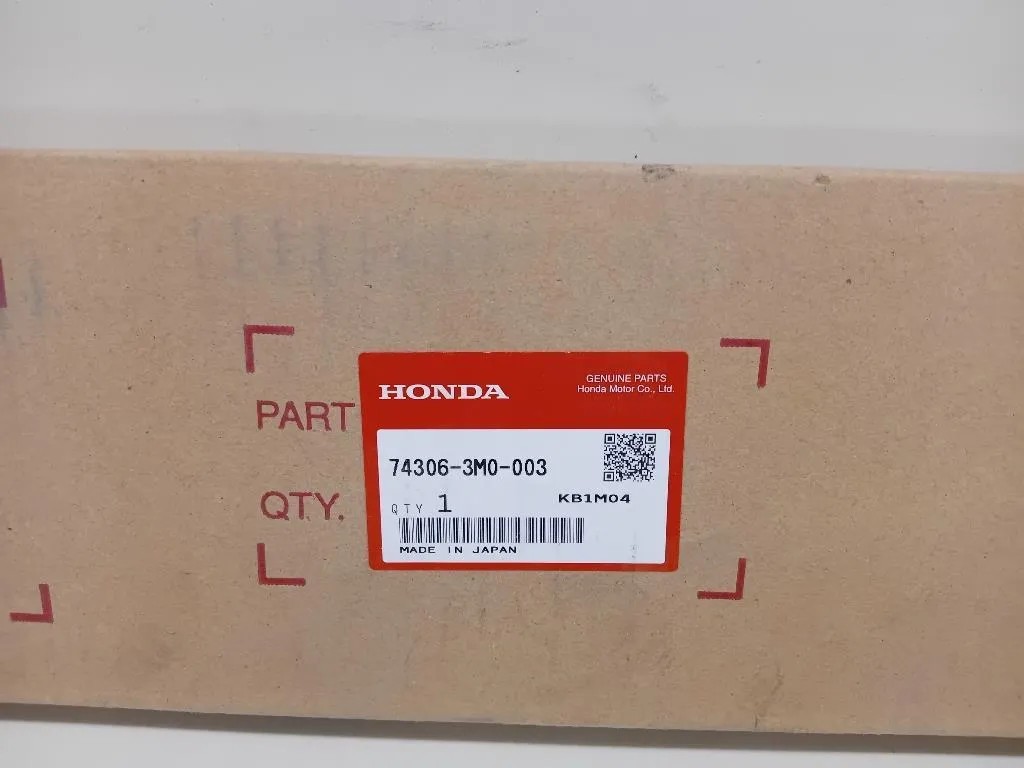 HONDA
GENUINE PARTS
Honda Motor Co., Ltd.
PART
74306-3M0-003
KB1M04
QTY.
QTY 1
MADE IN JAPAN